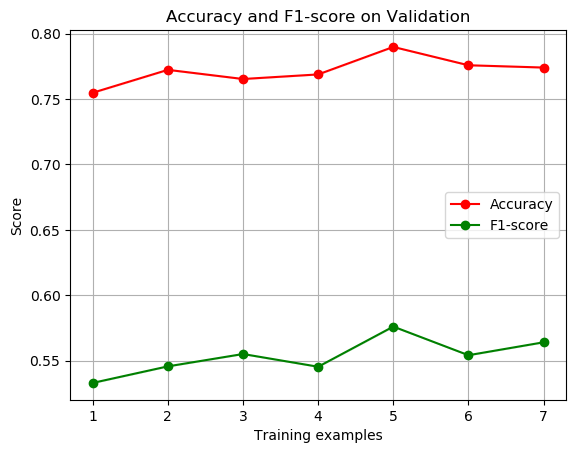 Accuracy and F1-score on Validation
0.80
0.75
0.70
0.65
0.60
0.55
Score
Accuracy
F1-score
1 2 3 4 5 6 7
Training examples